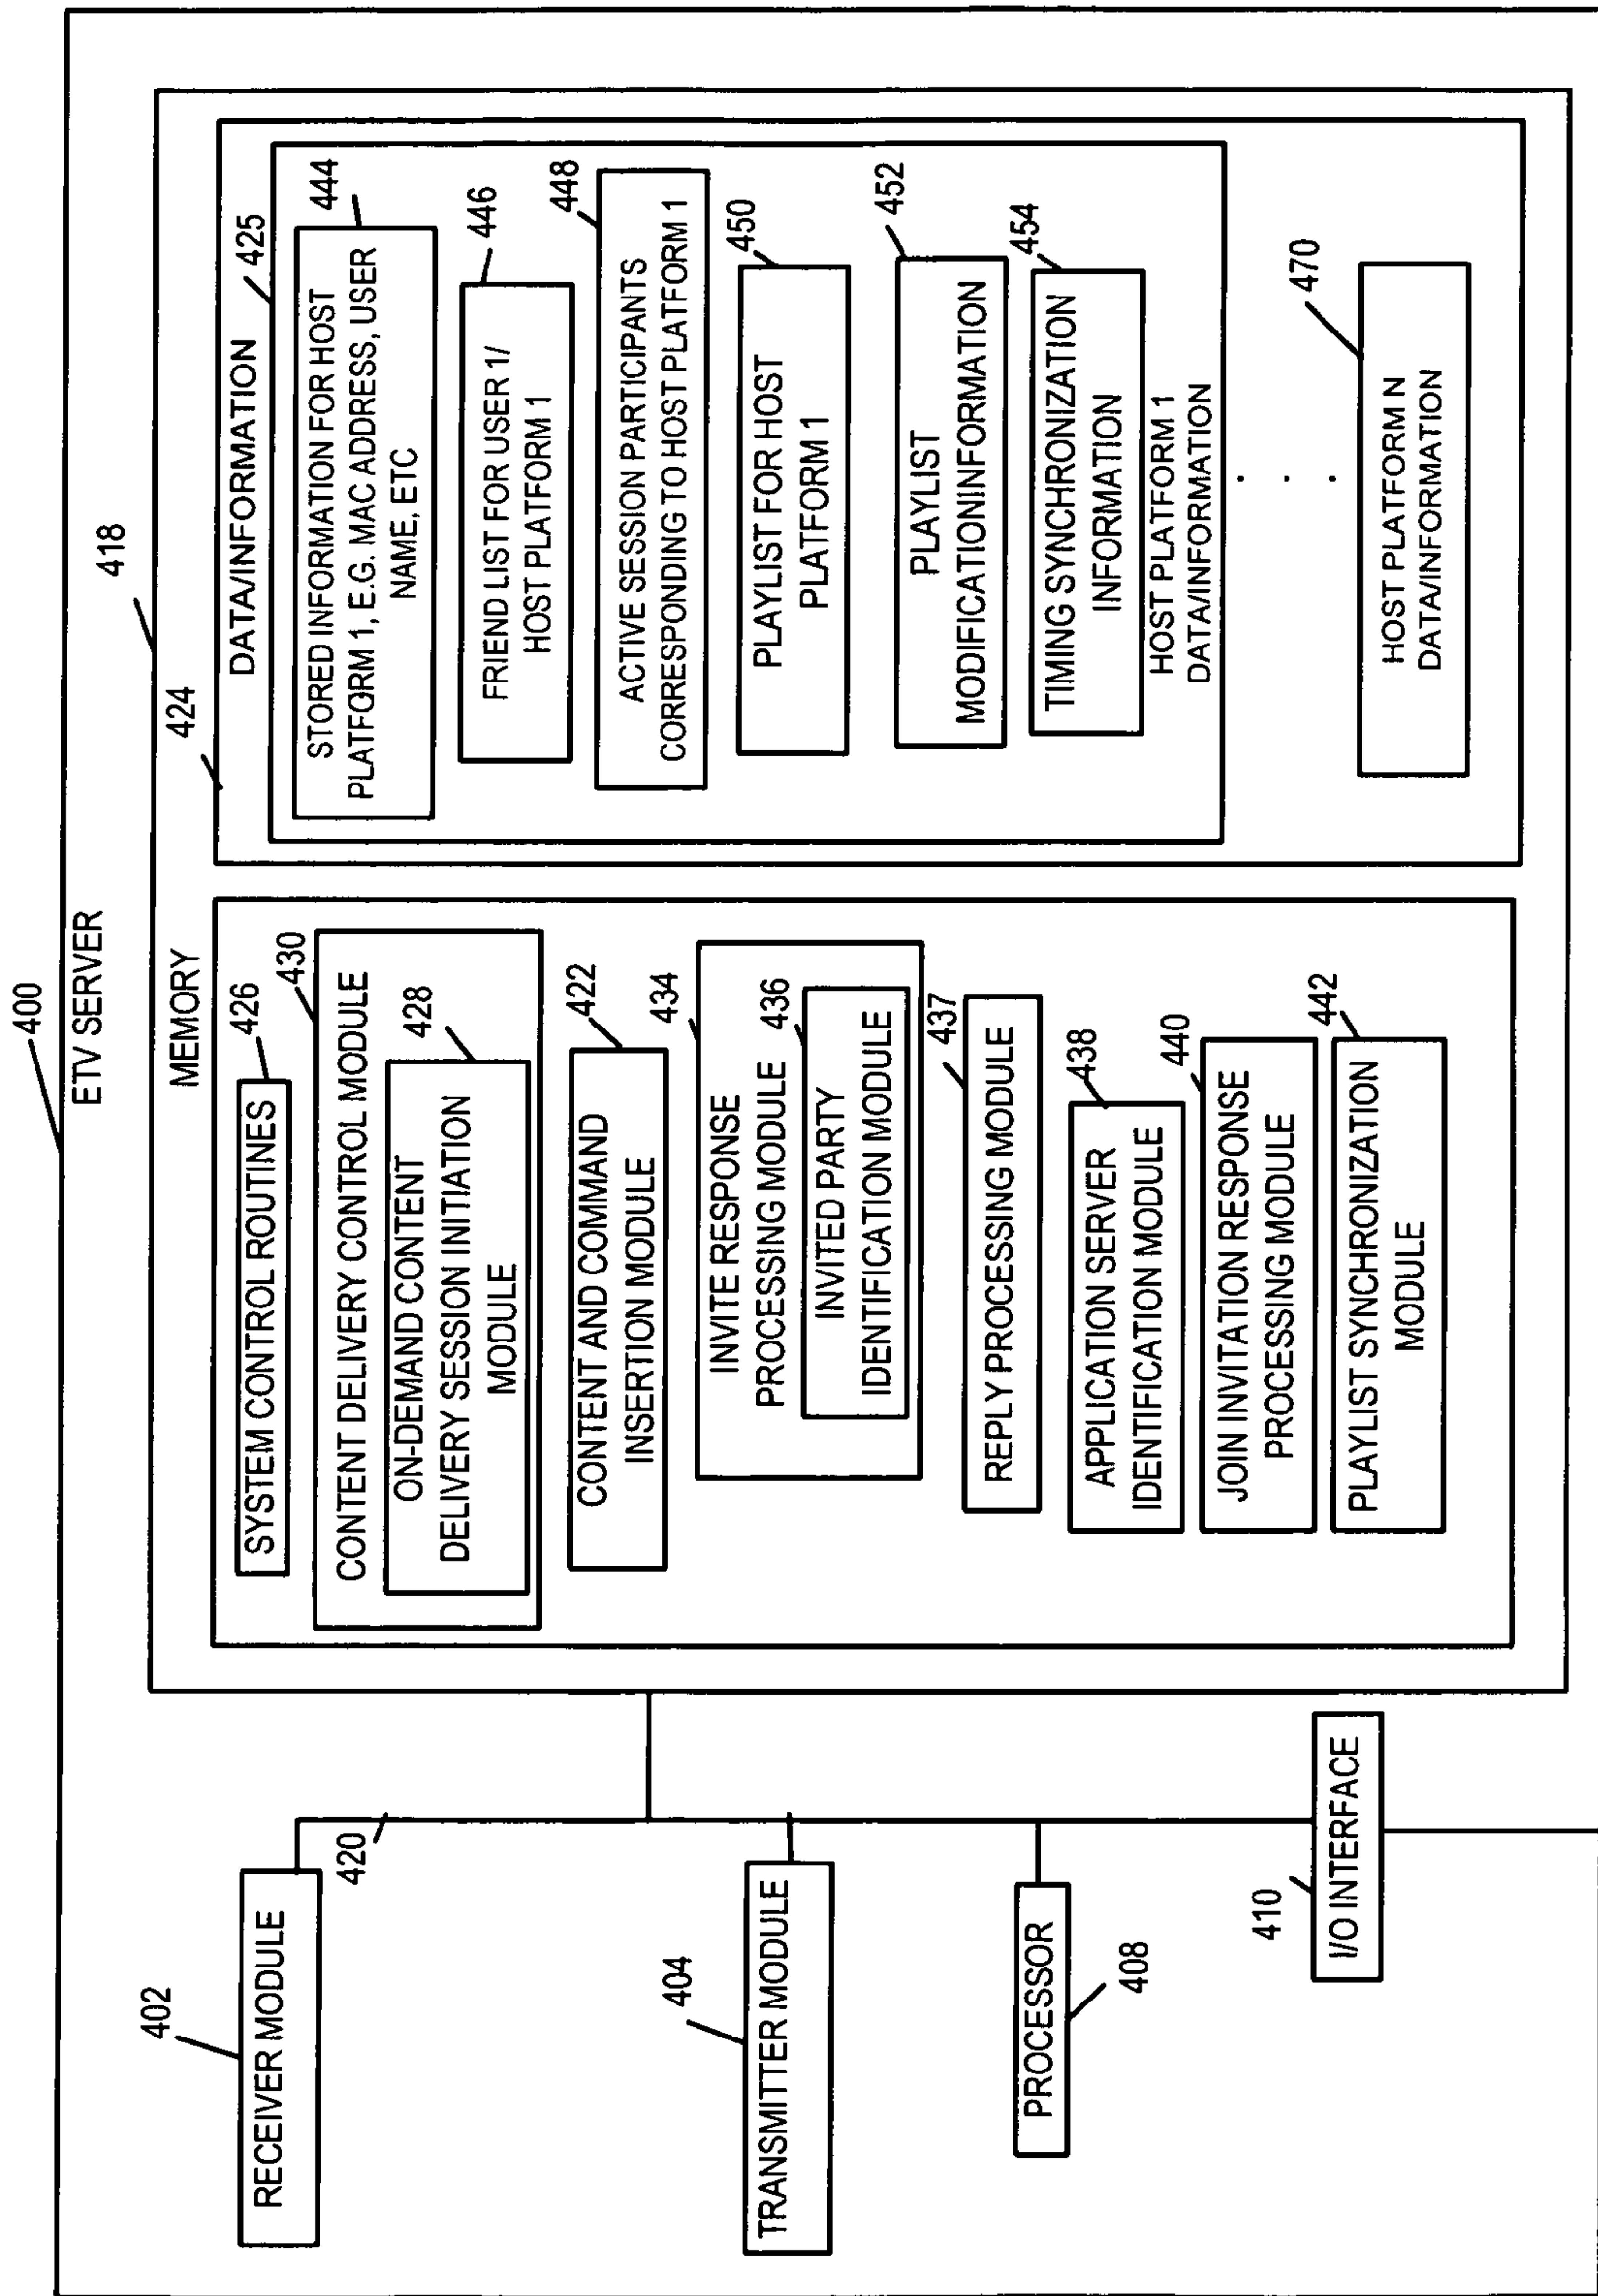 400
ETV SERVER
418
MEMORY
402
RECEIVER MODULE
420
404
TRANSMITTER MODULE
PROCESSOR
408
410
I/O INTERFACE
426
SYSTEM CONTROL ROUTINES
430
CONTENT DELIVERY CONTROL MODULE
428
ON-DEMAND CONTENT
DELIVERY SESSION INITIATION
MODULE
422
CONTENT AND COMMAND
INSERTION MODULE
434
INVITE RESPONSE
PROCESSING MODULE
436
INVITED PARTY
IDENTIFICATION MODULE
437
REPLY PROCESSING MODULE
438
APPLICATION SERVER
IDENTIFICATION MODULE
440
JOIN INVITATION RESPONSE
PROCESSING MODULE
442
PLAYLIST SYNCHRONIZATION
MODULE
424
DATA/INFORMATION
425
444
STORED INFORMATION FOR HOST
PLATFORM 1, E.G. MAC ADDRESS, USER
NAME, ETC
446
FRIEND LIST FOR USER 1/
HOST PLATFORM 1
448
ACTIVE SESSION PARTICIPANTS
CORRESPONDING TO HOST PLATFORM 1
450
PLAYLIST FOR HOST
PLATFORM 1
452
PLAYLIST
MODIFICATIONINFORMATION
454
TIMING SYNCHRONIZATION
INFORMATION
HOST PLATFORM 1
DATA/INFORMATION
. . .
470
HOST PLATFORM N
DATA/INFORMATION